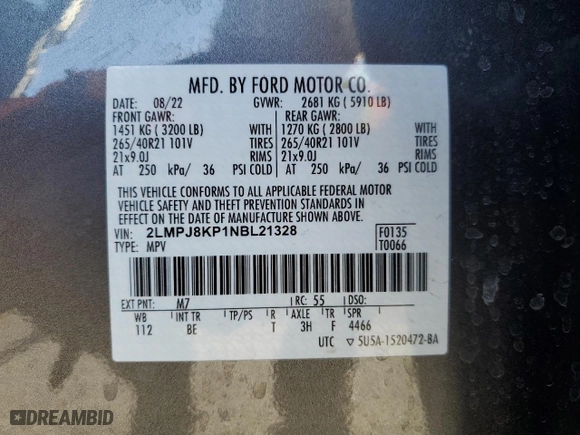 MFD. BY FORD MOTOR CO.
DATE: 08/22 GVWR: 2681 KG ( 5910 LB)
FRONT GAWR: REAR GAWR:
1451 KG ( 3200 LB) WITH 1270 KG ( 2800 LB) WITH
265/40R21 101V TIRES 265/40R21 101V TIRES
21x9.0J RIMS 21x9.0J RIMS
AT 250 kPa/ 36 PSI COLD AT 250 kPa/ 36 PSI COLD
THIS VEHICLE CONFORMS TO ALL APPLICABLE FEDERAL MOTOR
VEHICLE SAFETY AND THEFT PREVENTION STANDARDS IN
EFFECT ON THE DATE OF MANUFACTURE SHOWN ABOVE.
VIN: 2LMPJ8KP1NBL21328 F0135
TYPE: MPV T0066
EXT PNT: M7 RC: 55 DSO:
WB INT TR TP/PS R AXLE TR SPR
112 BE T 3H F 4466
UTC ▽ 5U5A-1520472-BA
DREAMBID